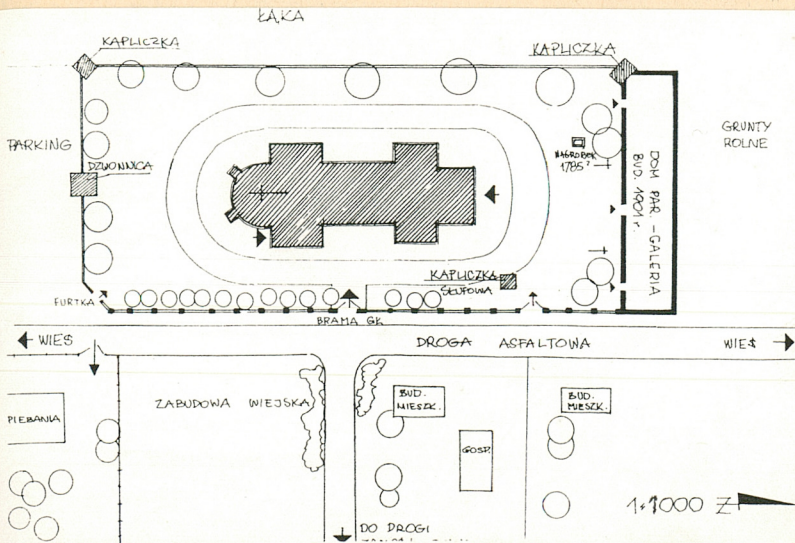 ŁĄKA
KAPLICZKA
KAPLICZKA
PARKING
DZWONNICA
GRUNTY
ROLNE
NAGROBEK
1785?
DOM PAR. – GALERIA
BUD. 1901 r.
KAPLICZKA
SŁUPOWA
FURTKA
BRAMA GŁ.
WIEŚ
DROGA ASFALTOWA
WIEŚ
PLEBANIA
ZABUDOWA WIEJSKA
BUD.
MIESZK.
BUD.
MIESZK.
GOSP.
1:1000 Z
DO DROGI